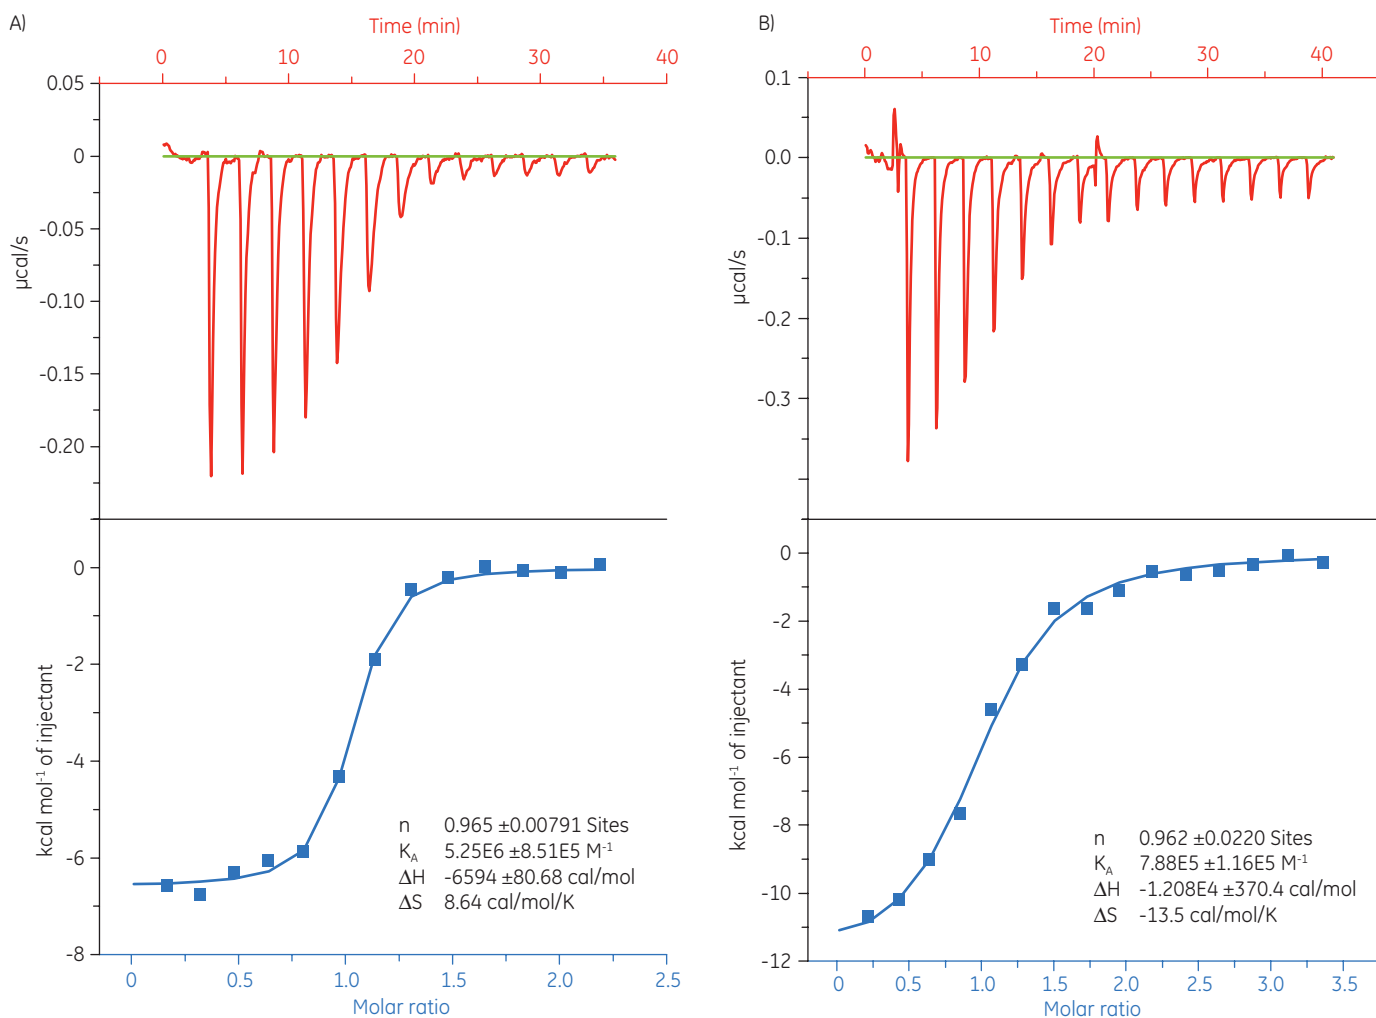 A)
Time (min)
0 10 20 30 40
0.05
0
-0.05
-0.10
-0.15
-0.20
µcal/s
0
-2
-4
-6
-8
kcal mol⁻¹ of injectant
n 0.965 ±0.00791 Sites
K_A 5.25E6 ±8.51E5 M⁻¹
ΔH -6594 ±80.68 cal/mol
ΔS 8.64 cal/mol/K
0 0.5 1.0 1.5 2.0 2.5
Molar ratio
B)
Time (min)
0 10 20 30 40
0.1
0.0
-0.1
-0.2
-0.3
µcal/s
0
-2
-4
-6
-8
-10
-12
kcal mol⁻¹ of injectant
n 0.962 ±0.0220 Sites
K_A 7.88E5 ±1.16E5 M⁻¹
ΔH -1.208E4 ±370.4 cal/mol
ΔS -13.5 cal/mol/K
0 0.5 1.0 1.5 2.0 2.5 3.0 3.5
Molar ratio